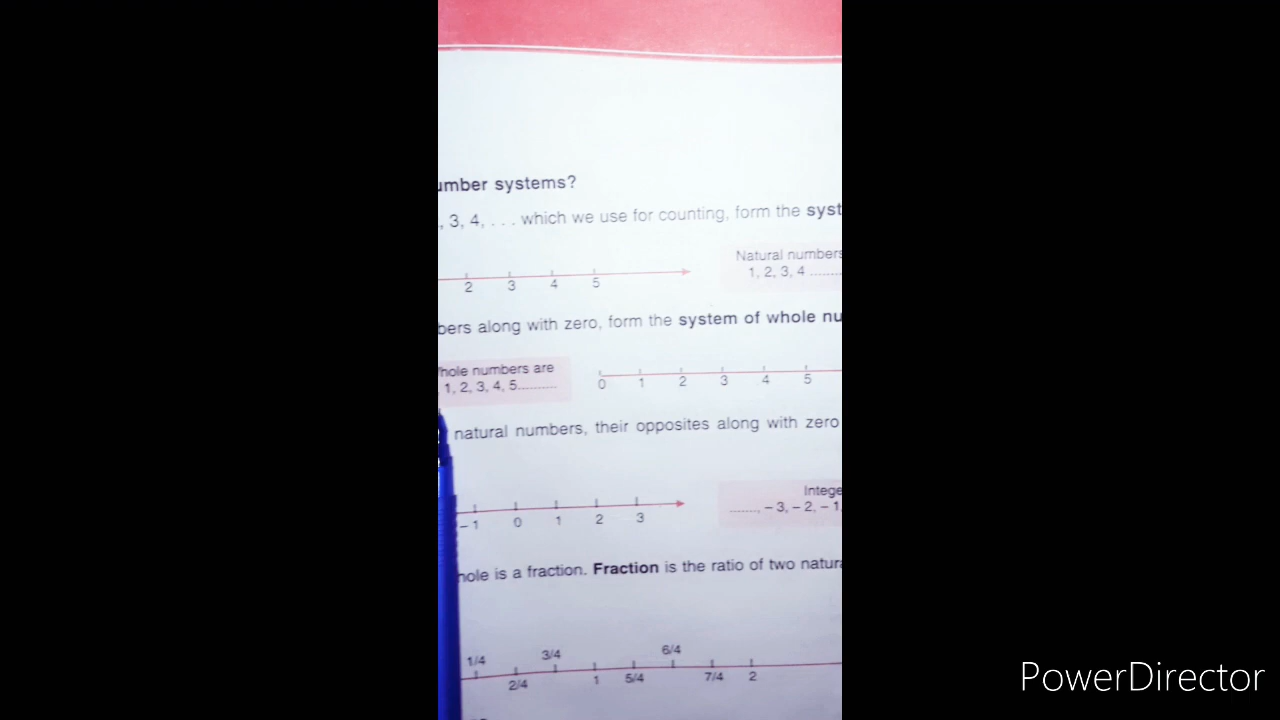 umber systems?
, 3, 4, . . . which we use for counting, form the syst
2 3 4 5
Natural numbers
1, 2, 3, 4 ........
bers along with zero, form the system of whole nu
hole numbers are
1, 2, 3, 4, 5..........
0 1 2 3 4 5
natural numbers, their opposites along with zero
Intege
........, – 3, – 2, – 1,
– 1 0 1 2 3
hole is a fraction. Fraction is the ratio of two natur
1/4 3/4 6/4
2/4 1 5/4 7/4 2
PowerDirector